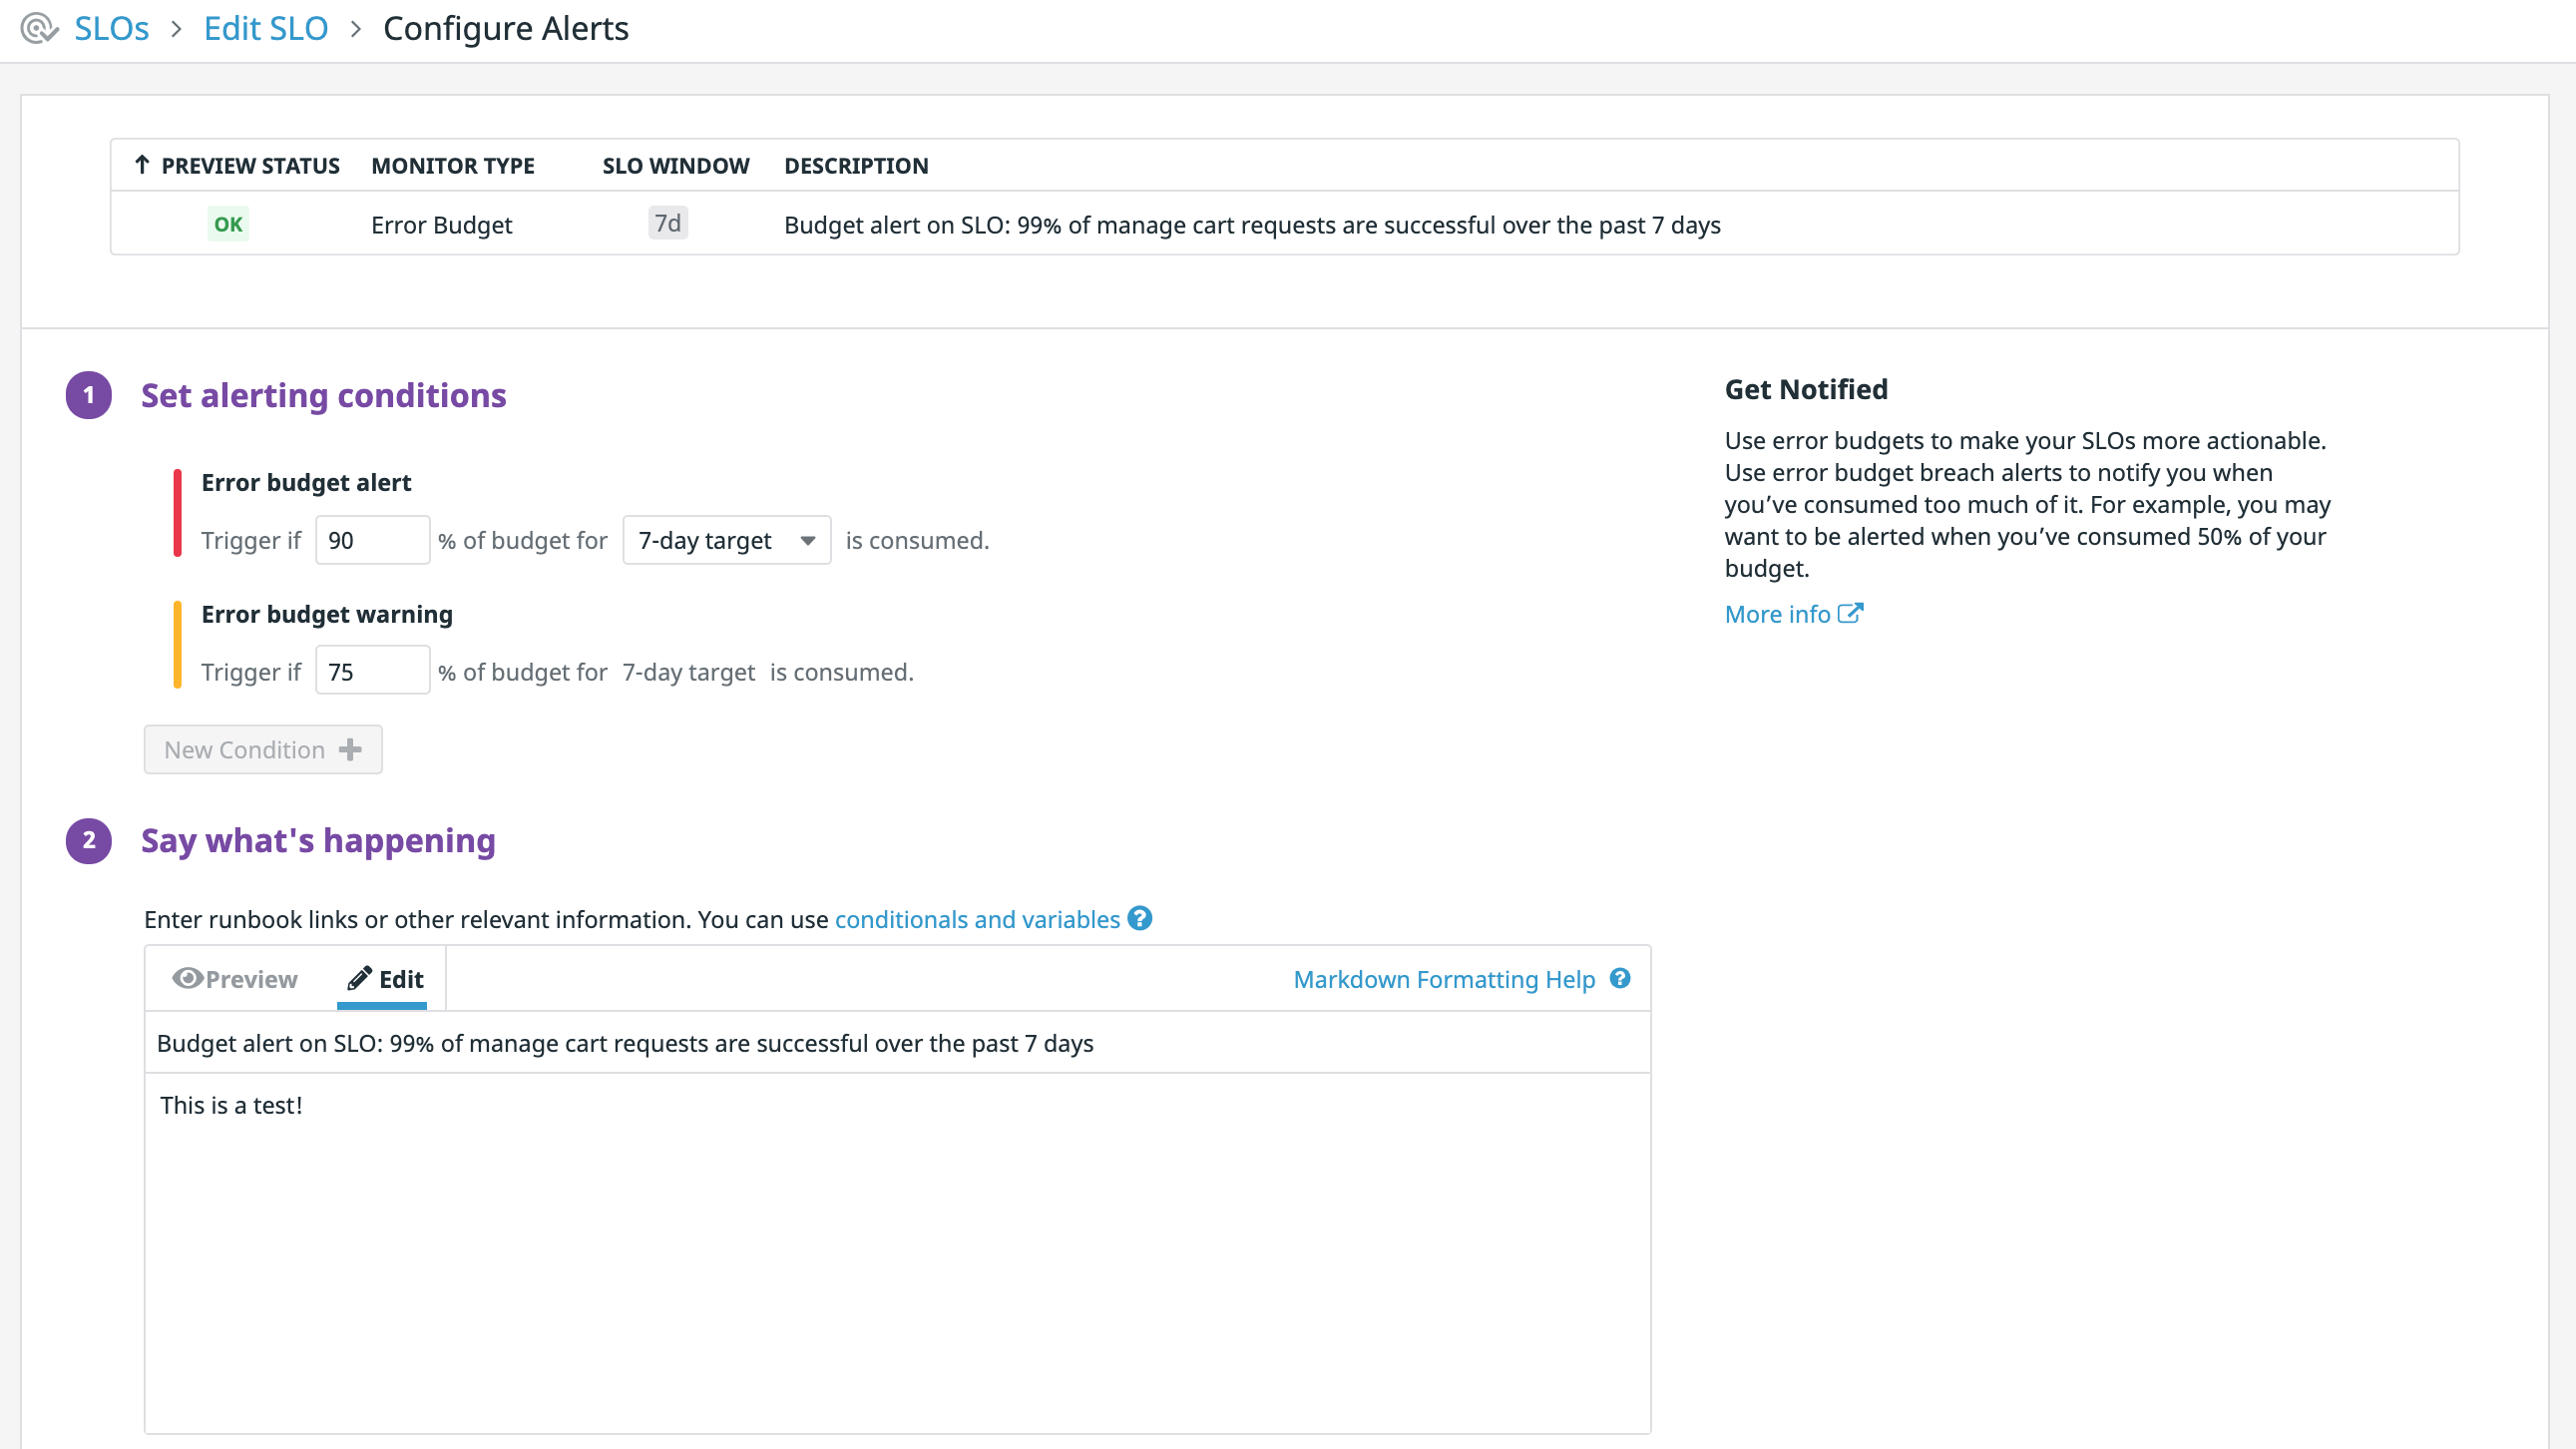 SLOs > Edit SLO > Configure Alerts
PREVIEW STATUS MONITOR TYPE SLO WINDOW DESCRIPTION
OK Error Budget 7d Budget alert on SLO: 99% of manage cart requests are successful over the past 7 days
1 Set alerting conditions
Error budget alert
Trigger if 90 % of budget for 7-day target is consumed.
Error budget warning
Trigger if 75 % of budget for 7-day target is consumed.
New Condition +
Get Notified
Use error budgets to make your SLOs more actionable.
Use error budget breach alerts to notify you when
you’ve consumed too much of it. For example, you may
want to be alerted when you’ve consumed 50% of your
budget.
More info
2 Say what's happening
Enter runbook links or other relevant information. You can use conditionals and variables ?
Preview Edit Markdown Formatting Help ?
Budget alert on SLO: 99% of manage cart requests are successful over the past 7 days
This is a test!